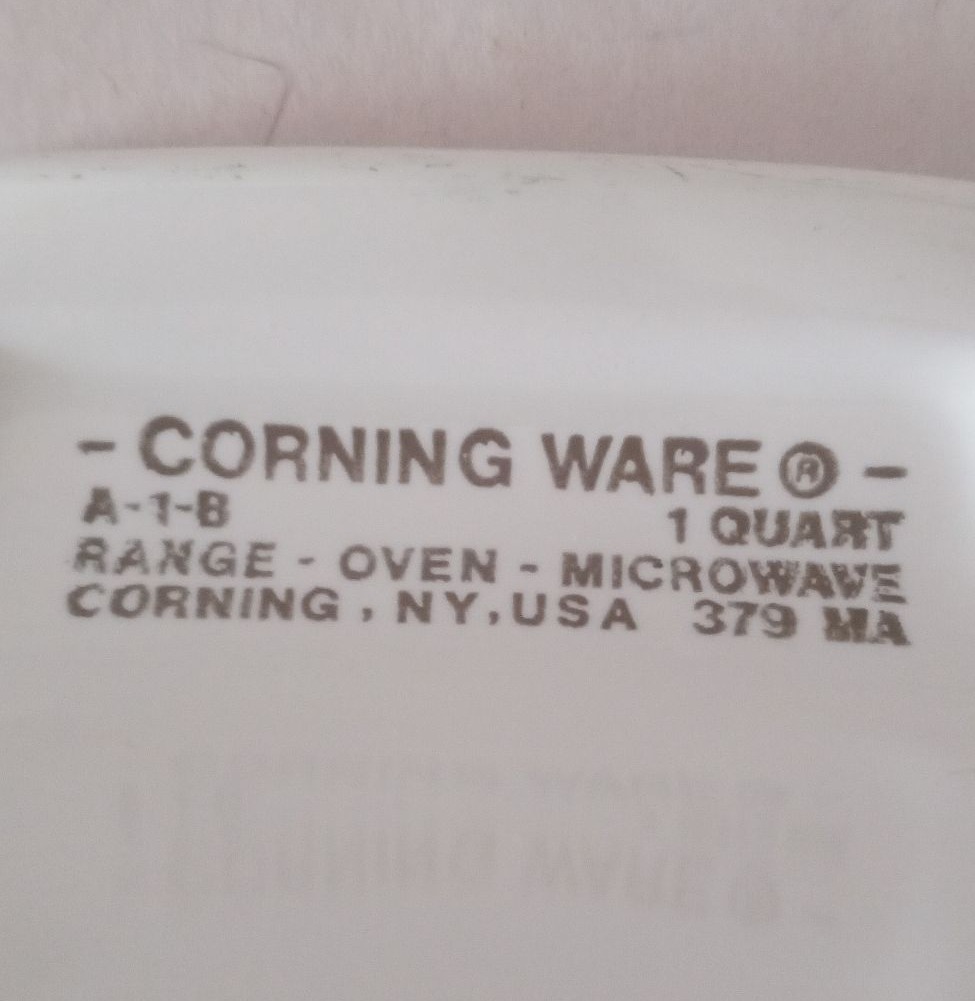 - CORNING WARE ® -
A-1-B 1 QUART
RANGE - OVEN - MICROWAVE
CORNING, NY, USA 379 MA